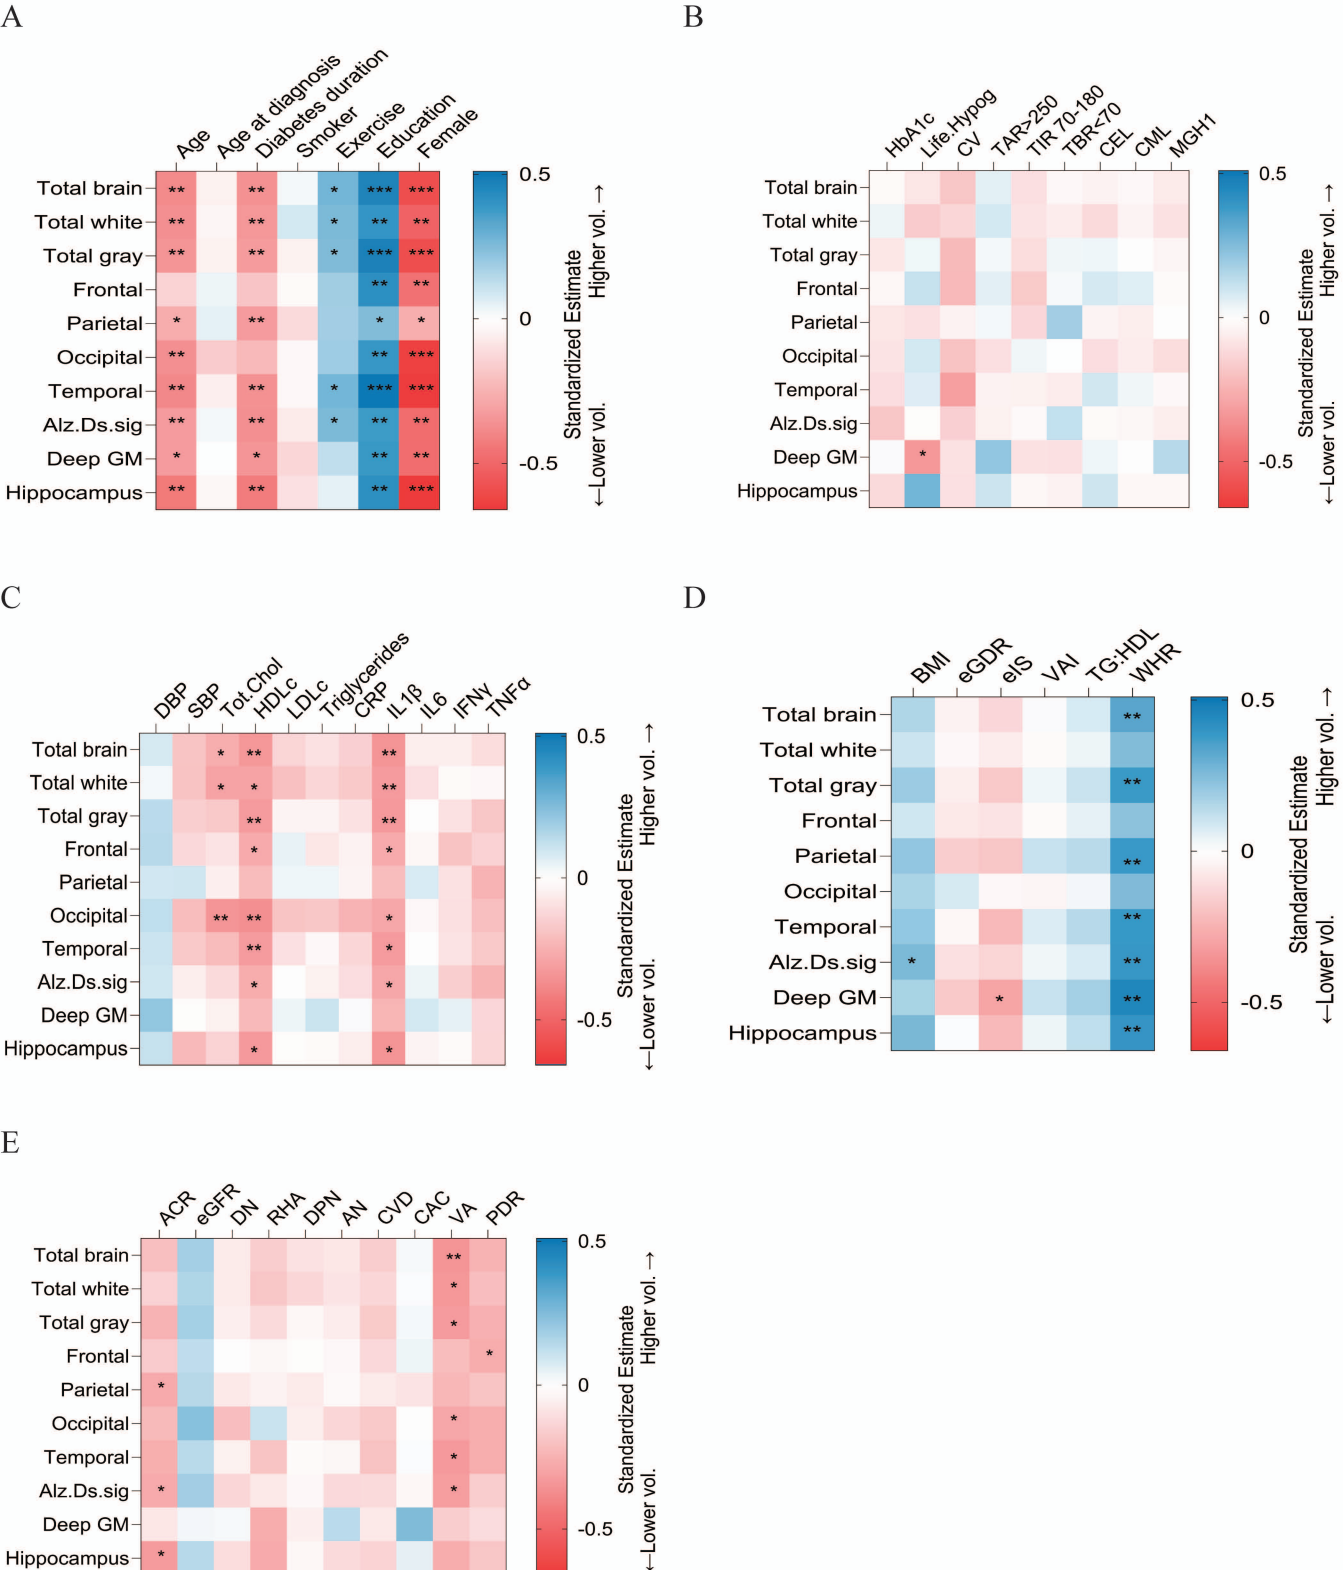 A
Age
Age at diagnosis
Diabetes duration
Smoker
Exercise
Education
Female
Total brain ** ** * *** ***
Total white ** ** * ** **
Total gray ** ** * *** ***
Frontal ** **
Parietal * ** * *
Occipital ** ** ***
Temporal ** ** * *** ***
Alz.Ds.sig ** ** * ** **
Deep GM * * ** **
Hippocampus ** ** ** ***
0.5
0
-0.5
Standardized Estimate
←Lower vol.
Higher vol. →
B
HbA1c
Life.Hypog
CV
TAR>250
TIR 70-180
TBR<70
CEL
CML
MGH1
Total brain
Total white
Total gray
Frontal
Parietal
Occipital
Temporal
Alz.Ds.sig
Deep GM *
Hippocampus
0.5
0
-0.5
Standardized Estimate
←Lower vol.
Higher vol. →
C
DBP
SBP
Tot.Chol
HDLc
LDLc
Triglycerides
CRP
IL1β
IL6
IFNγ
TNFα
Total brain * ** **
Total white * * **
Total gray ** **
Frontal * *
Parietal
Occipital ** ** *
Temporal ** *
Alz.Ds.sig * *
Deep GM
Hippocampus * *
0.5
0
-0.5
Standardized Estimate
←Lower vol.
Higher vol. →
D
BMI
eGDR
eIS
VAI
TG:HDL
WHR
Total brain **
Total white
Total gray **
Frontal
Parietal **
Occipital
Temporal **
Alz.Ds.sig * **
Deep GM * **
Hippocampus **
0.5
0
-0.5
Standardized Estimate
←Lower vol.
Higher vol. →
E
ACR
eGFR
DN
RHA
DPN
AN
CVD
CAC
VA
PDR
Total brain **
Total white *
Total gray *
Frontal *
Parietal *
Occipital *
Temporal *
Alz.Ds.sig * *
Deep GM
Hippocampus *
0.5
0
-0.5
Standardized Estimate
←Lower vol.
Higher vol. →